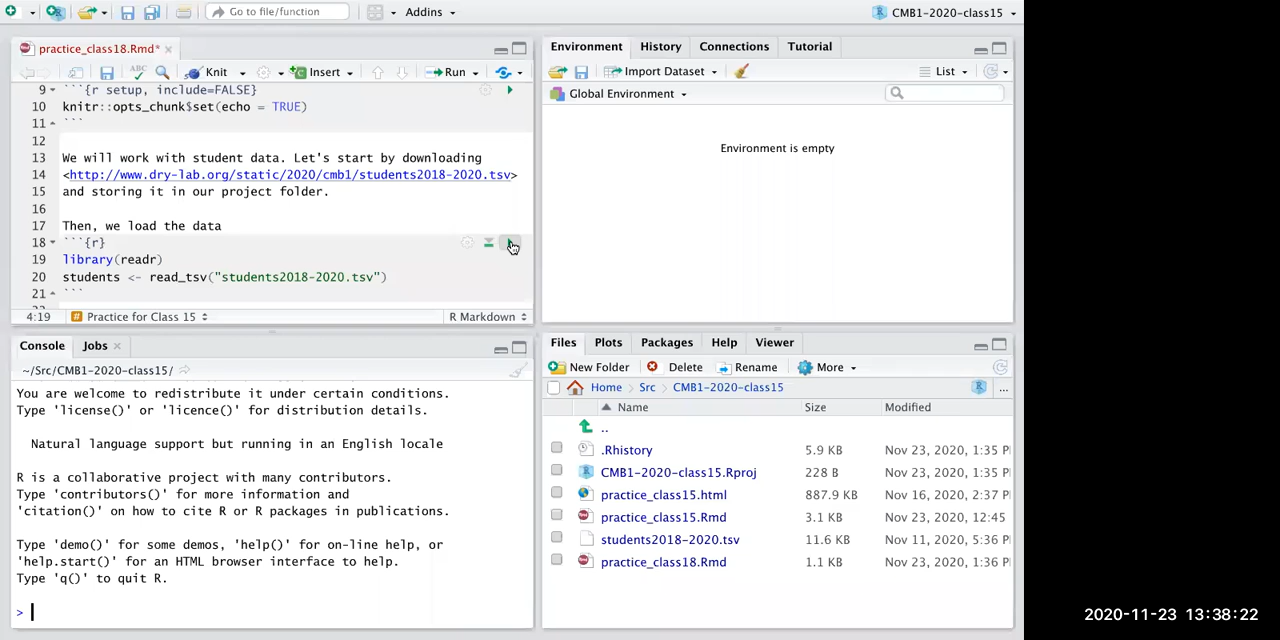 Go to file/function
Addins
CMB1-2020-class15
practice_class18.Rmd*
ABC
Knit
Insert
Run
9 ```{r setup, include=FALSE}
10 knitr::opts_chunk$set(echo = TRUE)
11 ```
12
13 We will work with student data. Let's start by downloading
14 <http://www.dry-lab.org/static/2020/cmb1/students2018-2020.tsv>
15 and storing it in our project folder.
16
17 Then, we load the data
18 ```{r}
19 library(readr)
20 students <- read_tsv("students2018-2020.tsv")
21 ```
4:19 # Practice for Class 15 R Markdown
Console Jobs
~/Src/CMB1-2020-class15/
You are welcome to redistribute it under certain conditions.
Type 'license()' or 'licence()' for distribution details.
Natural language support but running in an English locale
R is a collaborative project with many contributors.
Type 'contributors()' for more information and
'citation()' on how to cite R or R packages in publications.
Type 'demo()' for some demos, 'help()' for on-line help, or
'help.start()' for an HTML browser interface to help.
Type 'q()' to quit R.
>
Environment History Connections Tutorial
Import Dataset List
Global Environment
Environment is empty
Files Plots Packages Help Viewer
New Folder Delete Rename More
Home Src CMB1-2020-class15 R ...
Name Size Modified
..
.Rhistory 5.9 KB Nov 23, 2020, 1:35 P
CMB1-2020-class15.Rproj 228 B Nov 23, 2020, 1:35 P
practice_class15.html 887.9 KB Nov 16, 2020, 2:37 P
practice_class15.Rmd 3.1 KB Nov 23, 2020, 12:45
students2018-2020.tsv 11.6 KB Nov 11, 2020, 5:36 P
practice_class18.Rmd 1.1 KB Nov 23, 2020, 1:36 P
2020-11-23 13:38:22